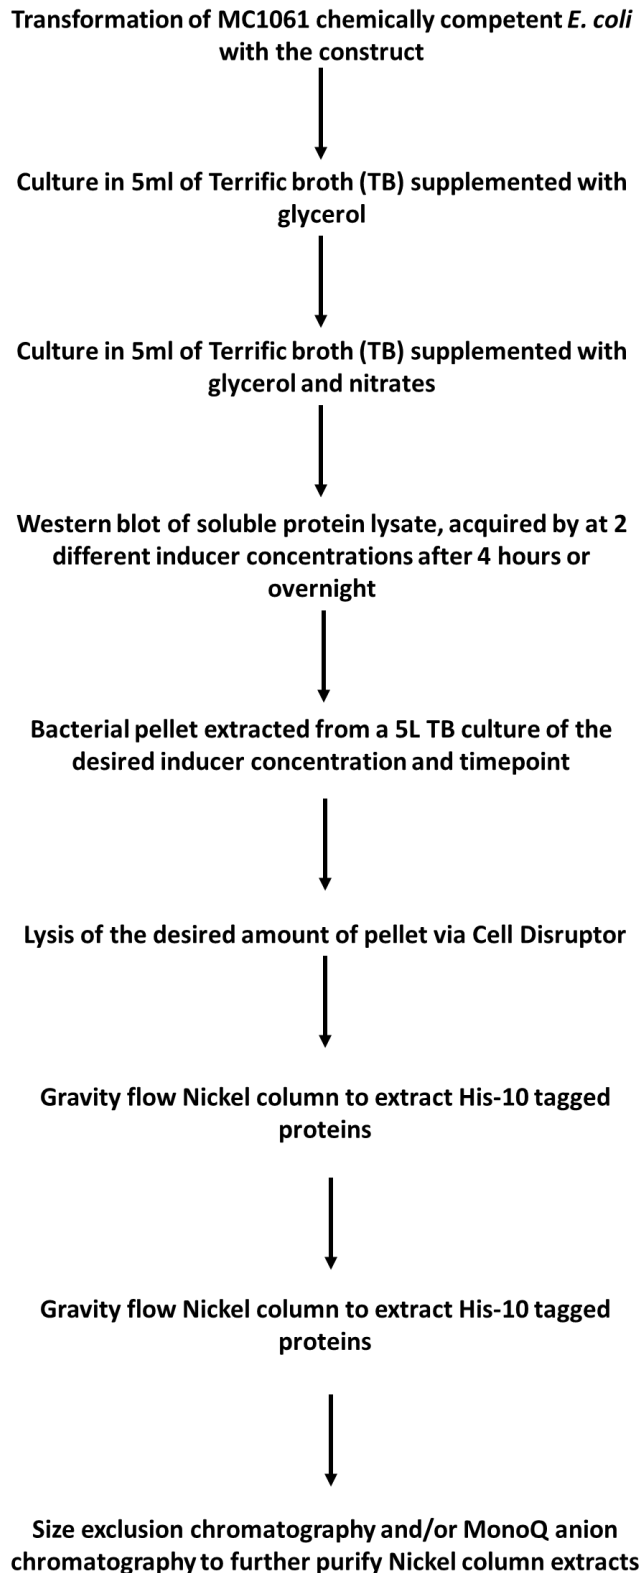 Transformation of MC1061 chemically competent E. coli
with the construct
Culture in 5ml of Terrific broth (TB) supplemented with
glycerol
Culture in 5ml of Terrific broth (TB) supplemented with
glycerol and nitrates
Western blot of soluble protein lysate, acquired by at 2
different inducer concentrations after 4 hours or
overnight
Bacterial pellet extracted from a 5L TB culture of the
desired inducer concentration and timepoint
Lysis of the desired amount of pellet via Cell Disruptor
Gravity flow Nickel column to extract His-10 tagged
proteins
Gravity flow Nickel column to extract His-10 tagged
proteins
Size exclusion chromatography and/or MonoQ anion
chromatography to further purify Nickel column extracts